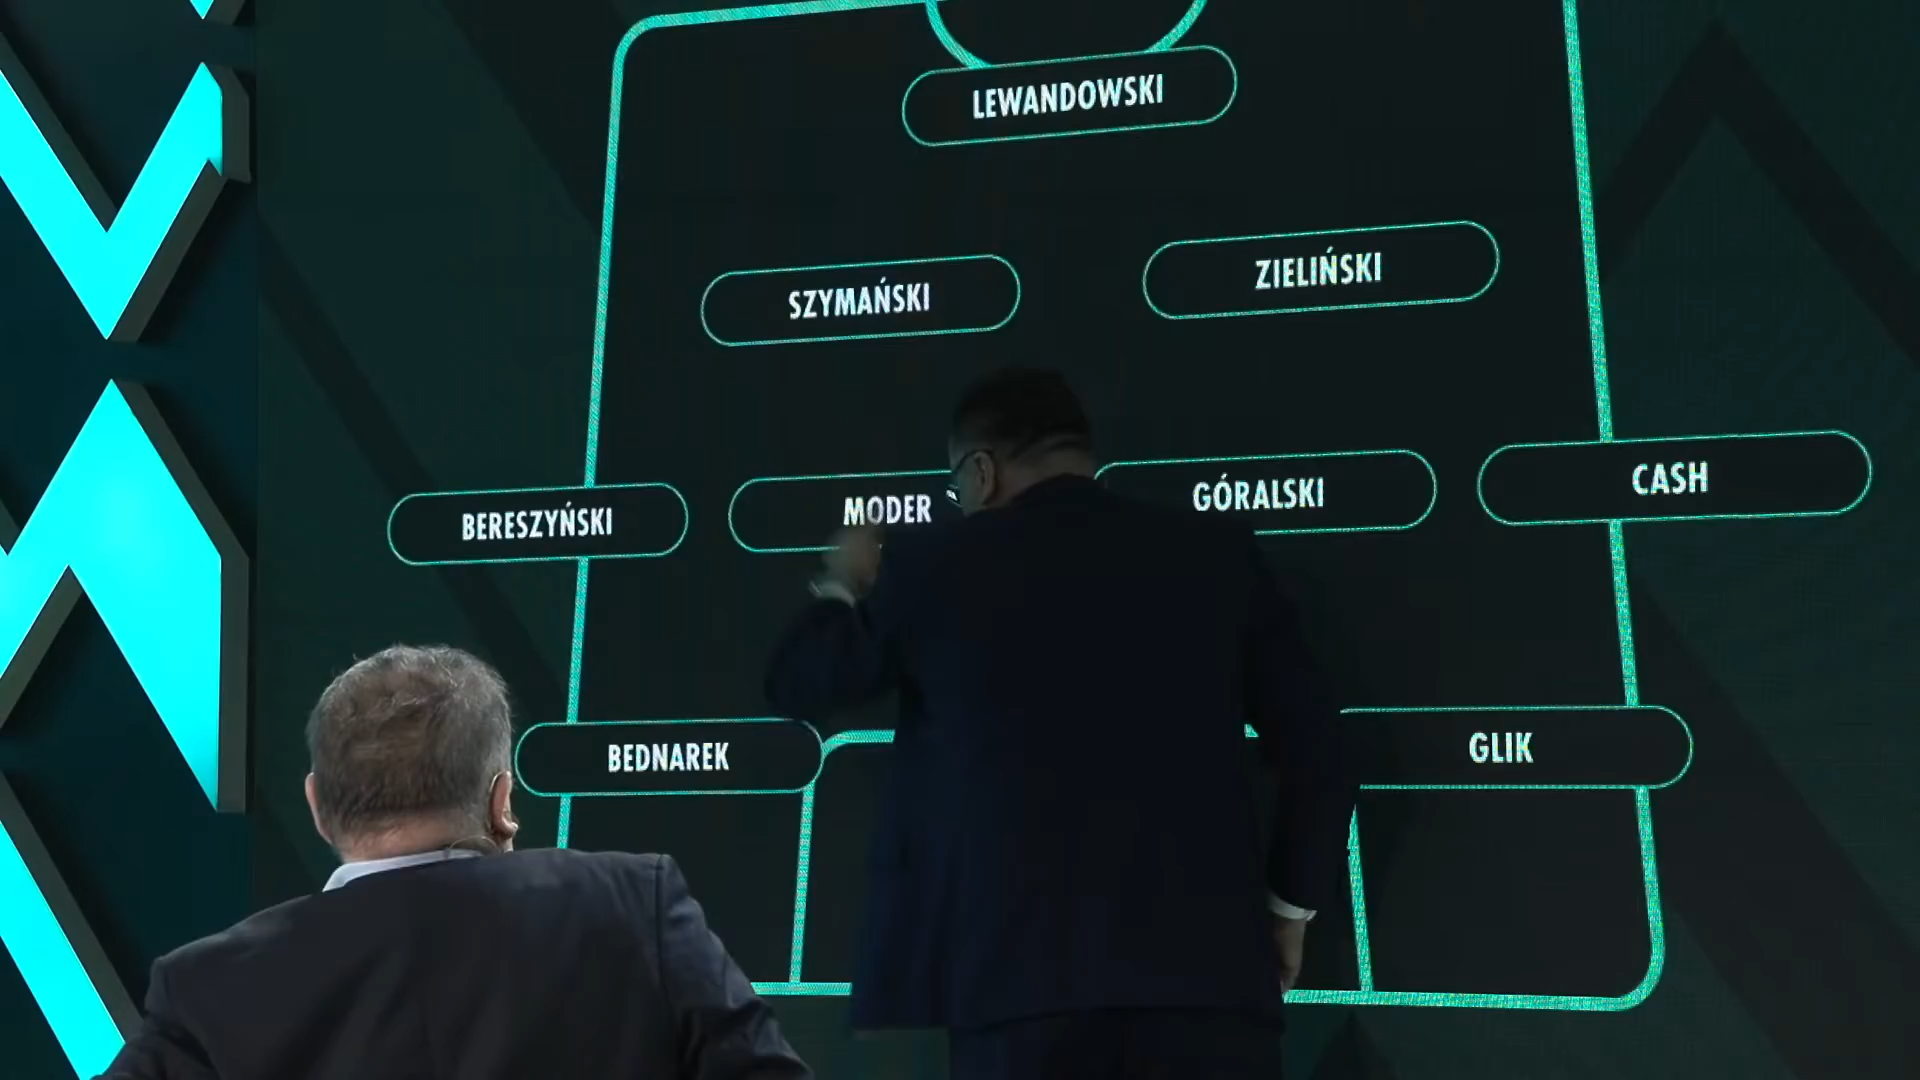 LEWANDOWSKI
SZYMAŃSKI
ZIELIŃSKI
BERESZYŃSKI
MODER
GÓRALSKI
CASH
BEDNAREK
GLIK